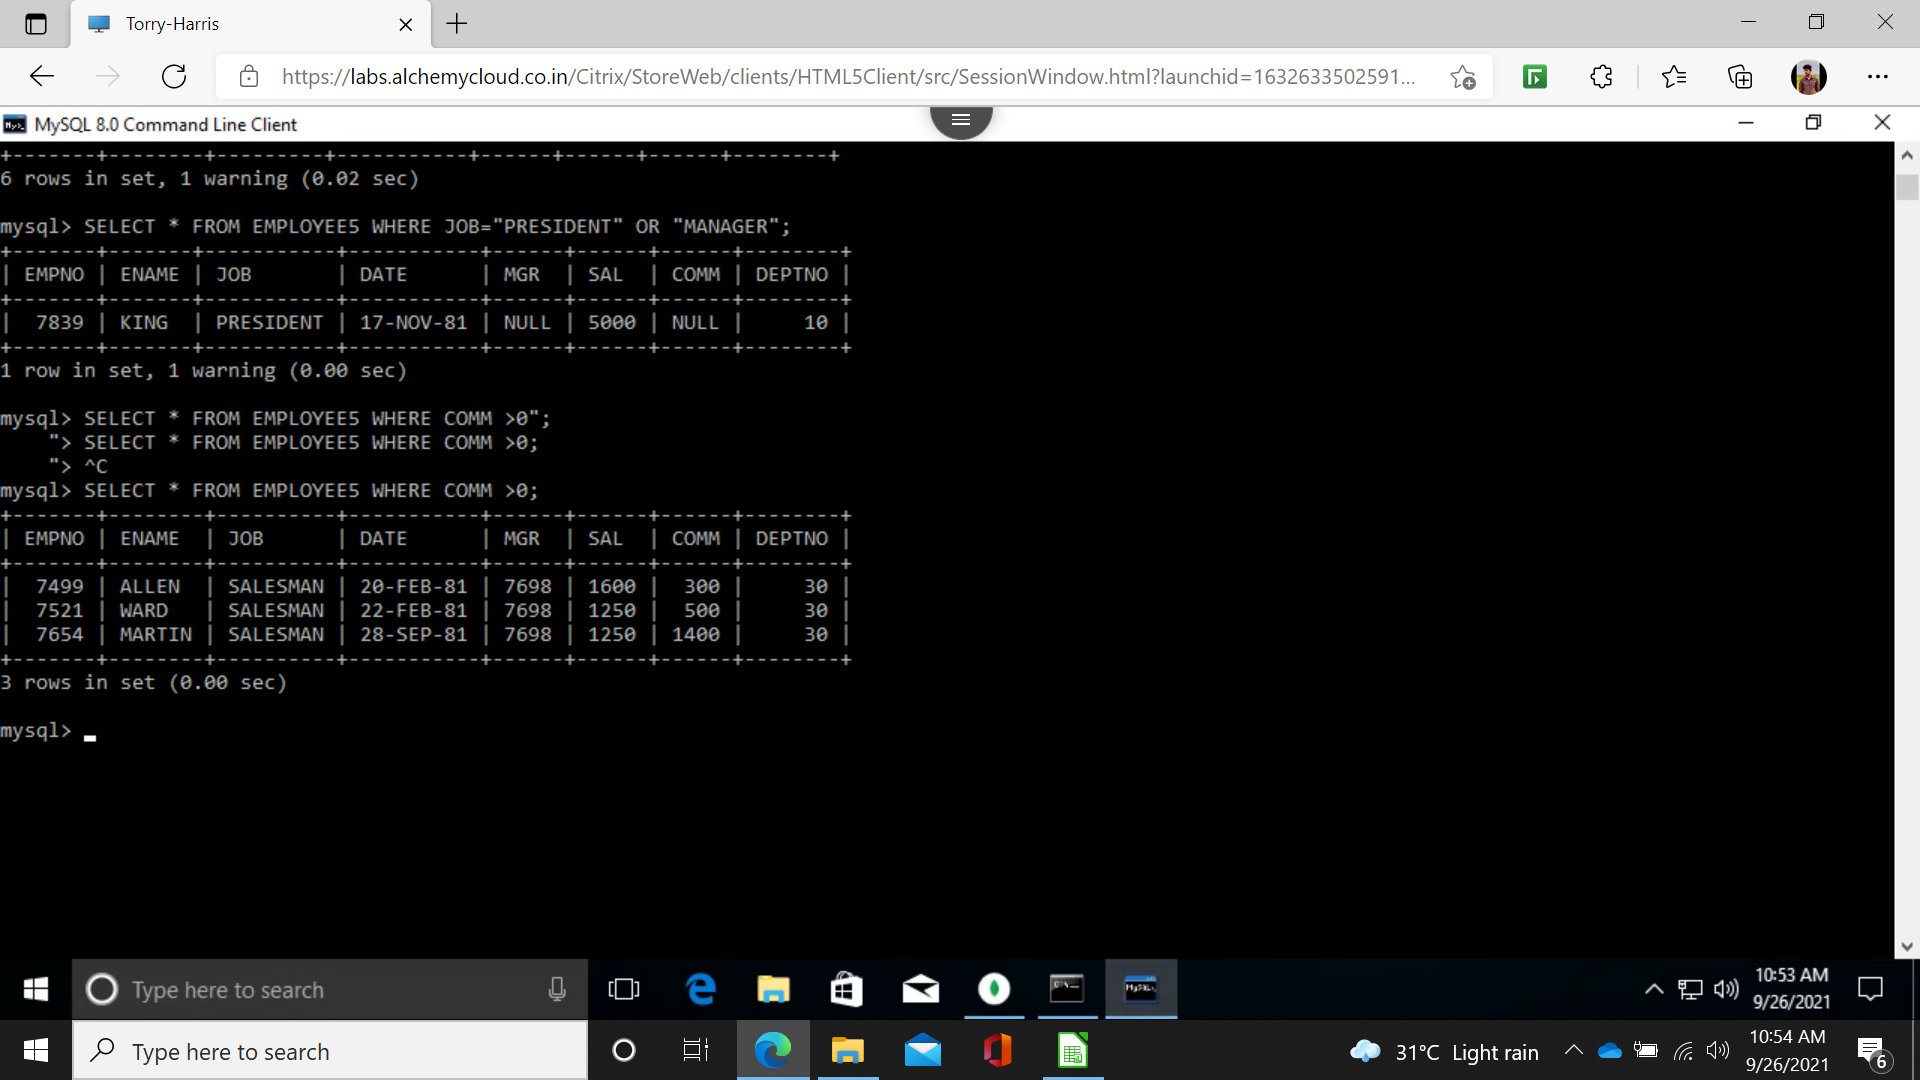 Torry-Harris
https://labs.alchemycloud.co.in/Citrix/StoreWeb/clients/HTML5Client/src/SessionWindow.html?launchid=1632633502591...
MySQL 8.0 Command Line Client
+-------+--------+---------+-----------+------+------+------+--------+
6 rows in set, 1 warning (0.02 sec)
mysql> SELECT * FROM EMPLOYEE5 WHERE JOB="PRESIDENT" OR "MANAGER";
+-------+-------+-----------+-----------+------+------+------+--------+
| EMPNO | ENAME | JOB       | DATE      | MGR  | SAL  | COMM | DEPTNO |
+-------+-------+-----------+-----------+------+------+------+--------+
|  7839 | KING  | PRESIDENT | 17-NOV-81 | NULL | 5000 | NULL |     10 |
+-------+-------+-----------+-----------+------+------+------+--------+
1 row in set, 1 warning (0.00 sec)
mysql> SELECT * FROM EMPLOYEE5 WHERE COMM >0";
    "> SELECT * FROM EMPLOYEE5 WHERE COMM >0;
    "> ^C
mysql> SELECT * FROM EMPLOYEE5 WHERE COMM >0;
+-------+--------+----------+-----------+------+------+------+--------+
| EMPNO | ENAME  | JOB      | DATE      | MGR  | SAL  | COMM | DEPTNO |
+-------+--------+----------+-----------+------+------+------+--------+
|  7499 | ALLEN  | SALESMAN | 20-FEB-81 | 7698 | 1600 |  300 |     30 |
|  7521 | WARD   | SALESMAN | 22-FEB-81 | 7698 | 1250 |  500 |     30 |
|  7654 | MARTIN | SALESMAN | 28-SEP-81 | 7698 | 1250 | 1400 |     30 |
+-------+--------+----------+-----------+------+------+------+--------+
3 rows in set (0.00 sec)
mysql> _
Type here to search
10:53 AM
9/26/2021
Type here to search
31°C Light rain
10:54 AM
9/26/2021
6